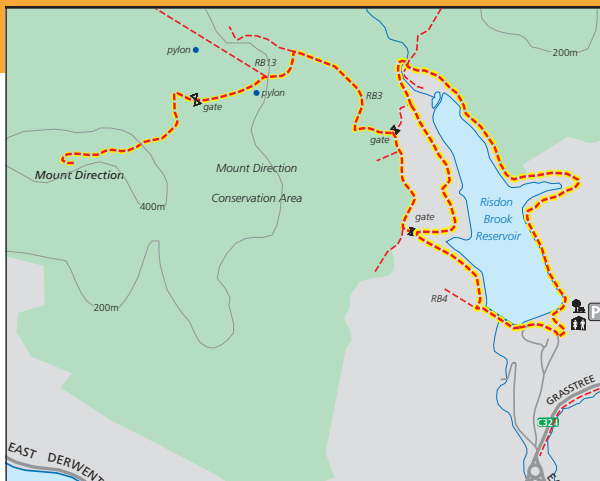 pylon
RB13
pylon
gate
RB3
gate
200m
Mount Direction
400m
Mount Direction
Conservation Area
gate
Risdon
Brook
Reservoir
RB4
200m
P
GRASSTREE
C324
EAST DERWENT